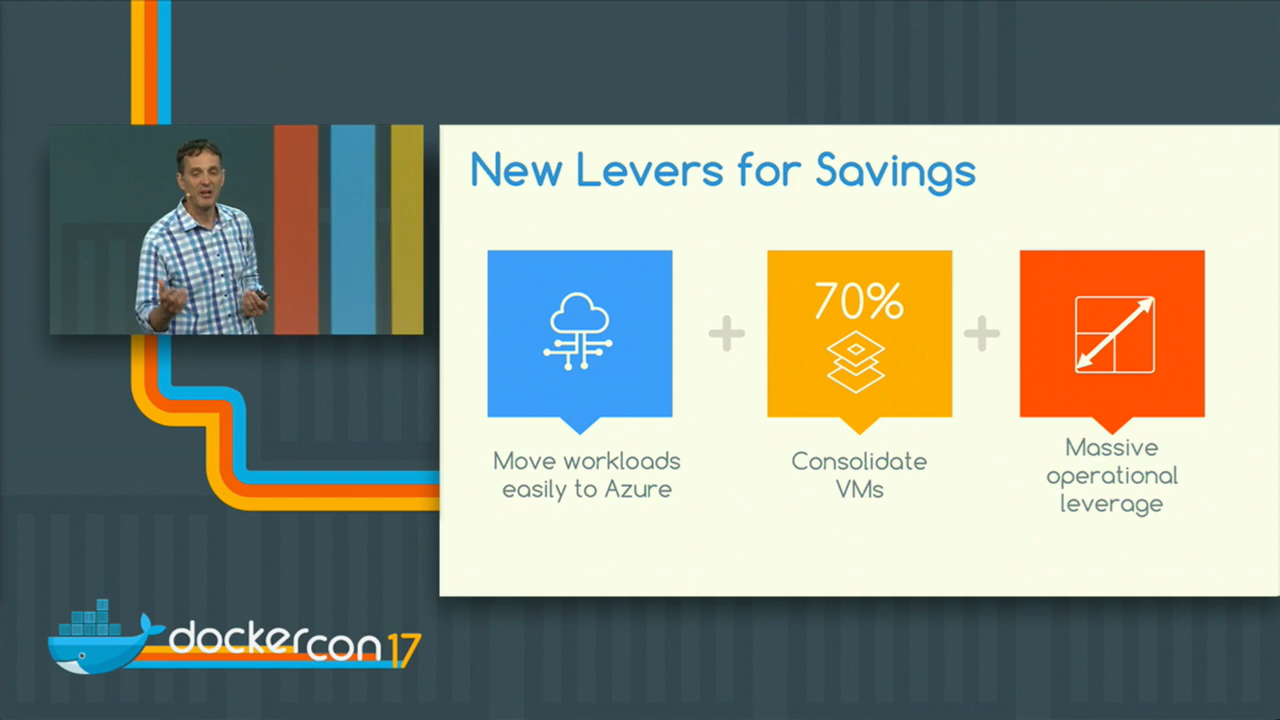 New Levers for Savings
70%
Move workloads
easily to Azure
Consolidate
VMs
Massive
operational
leverage
dockercon17